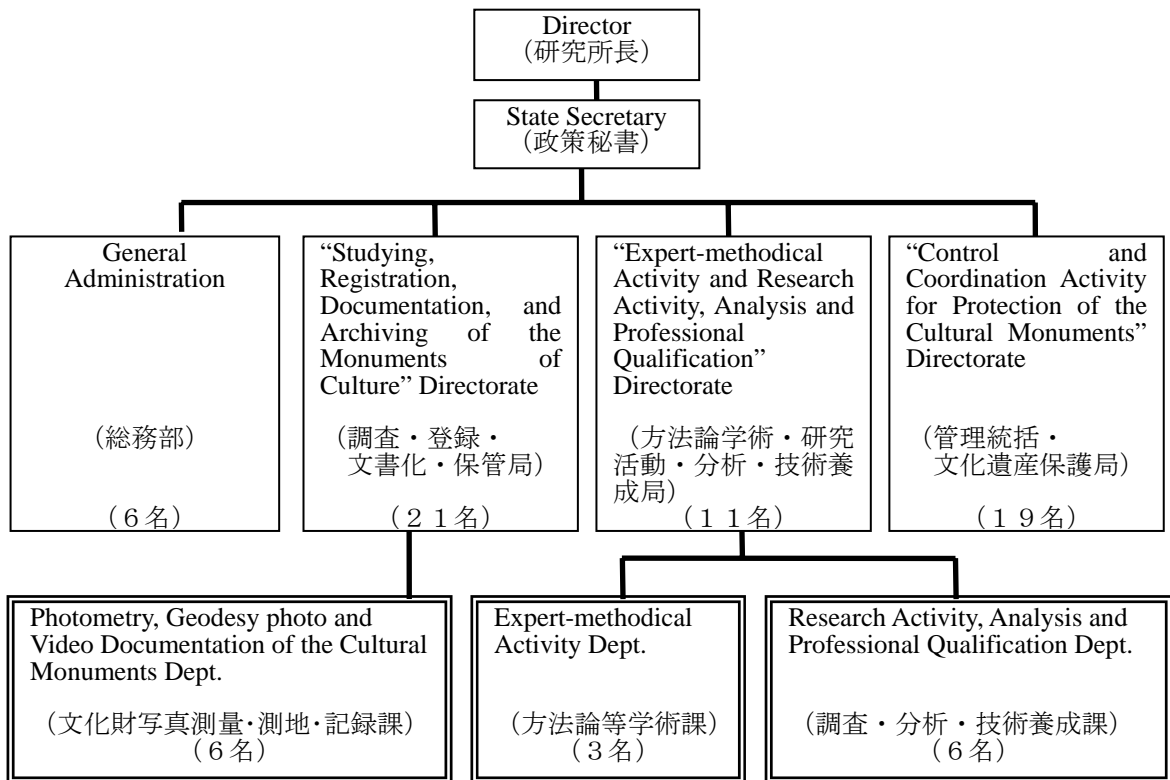 Director
（研究所長）
State Secretary
（政策秘書）
General
Administration
（総務部）
（６名）
“Studying,
Registration,
Documentation, and
Archiving of the
Monuments of
Culture” Directorate
（調査・登録・
文書化・保管局）
（２１名）
“Expert-methodical
Activity and Research
Activity, Analysis and
Professional
Qualification”
Directorate
（方法論学術・研究
活動・分析・技術養
成局）
（１１名）
“Control and
Coordination Activity
for Protection of the
Cultural Monuments”
Directorate
（管理統括・
文化遺産保護局）
（１９名）
Photometry, Geodesy photo and
Video Documentation of the Cultural
Monuments Dept.
（文化財写真測量・測地・記録課）
（６名）
Expert-methodical
Activity Dept.
（方法論等学術課）
（３名）
Research Activity, Analysis and
Professional Qualification Dept.
（調査・分析・技術養成課）
（６名）